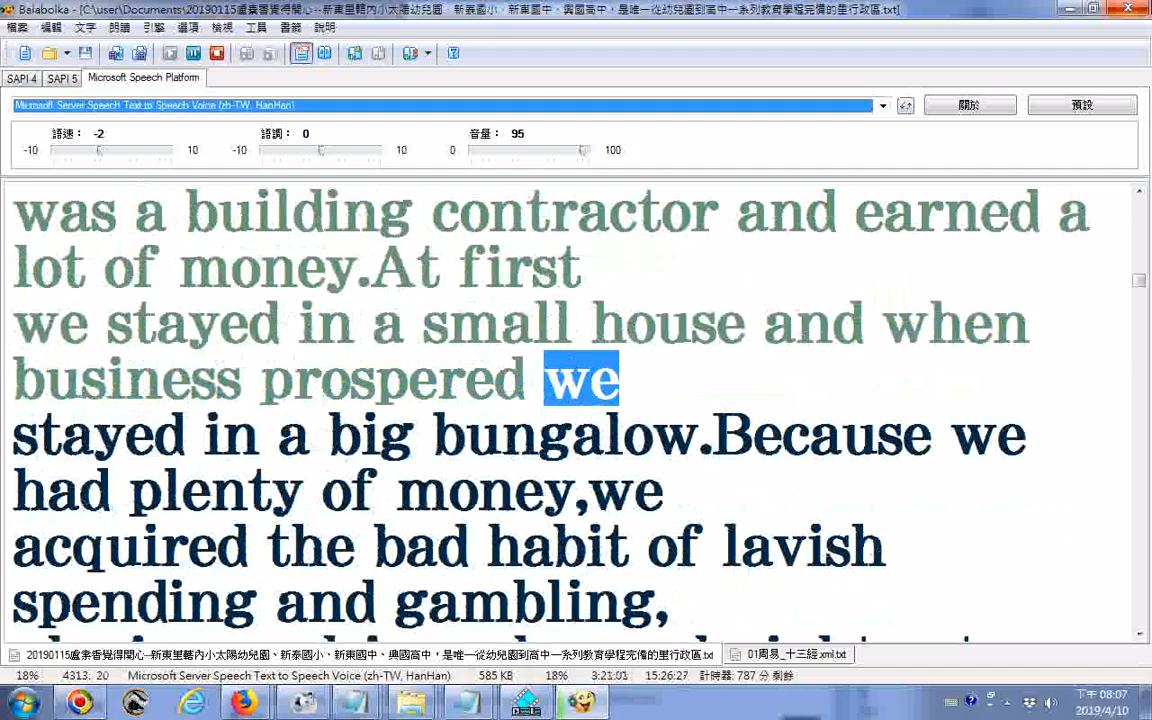 Balabolka - [C:\user\Documents\20190115盧素香覺得開心--新東里轄內小太陽幼兒園、新泰國小、新東國中、興國高中，是唯一從幼兒園到高中一系列教育學程完備的里行政區.txt]
檔案 編輯 文字 朗讀 引擎 選項 檢視 工具 書籤 說明
SAPI 4 SAPI 5 Microsoft Speech Platform
Microsoft Server Speech Text to Speech Voice (zh-TW, HanHan) 關於 預設
語速： -2 語調： 0 音量： 95
-10 10 -10 10 0 100
was a building contractor and earned a
lot of money.At first
we stayed in a small house and when
business prospered we
stayed in a big bungalow.Because we
had plenty of money,we
acquired the bad habit of lavish
spending and gambling,
20190115盧素香覺得開心--新東里轄內小太陽幼兒園、新泰國小、新東國中、興國高中，是唯一從幼兒園到高中一系列教育學程完備的里行政區.txt 01周易_十三經.xml.txt
18% 4313: 20 Microsoft Server Speech Text to Speech Voice (zh-TW, HanHan) 585 KB 18% 3:21:01 15:26:27 計時器: 787 分 剩餘
下午 08:07
2019/4/10